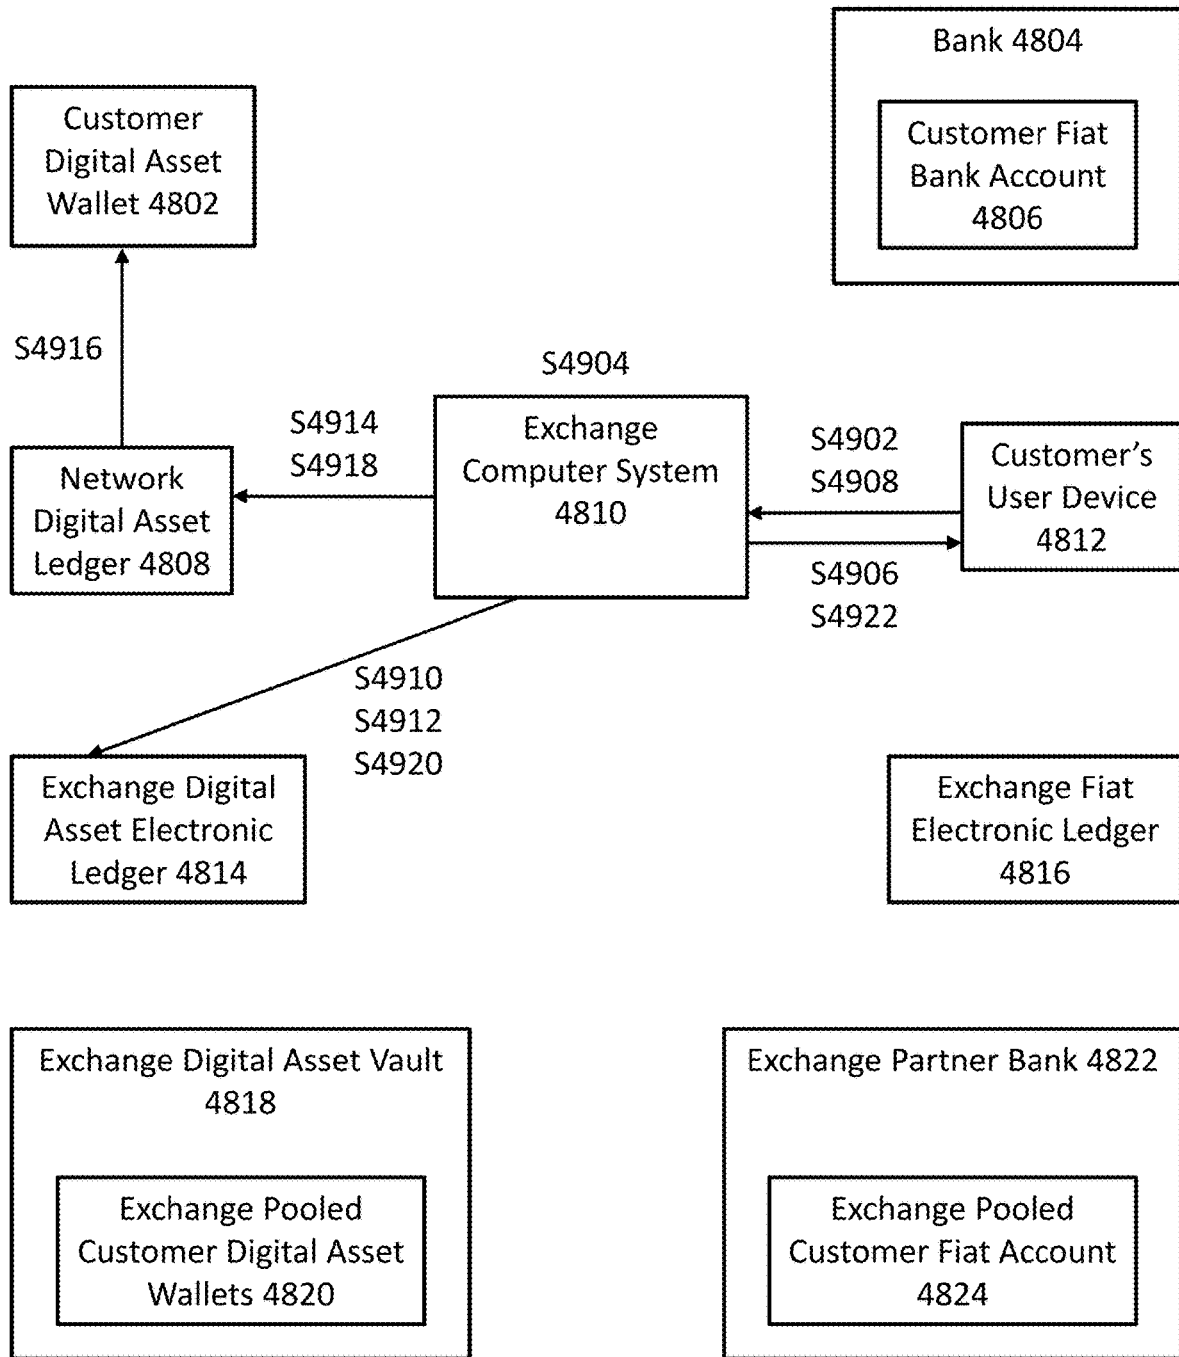 Bank 4804
Customer
Digital Asset
Wallet 4802
Customer Fiat
Bank Account
4806
S4916
S4904
S4914
S4918
Exchange
Computer System
4810
S4902
S4908
Customer's
User Device
4812
Network
Digital Asset
Ledger 4808
S4906
S4922
S4910
S4912
S4920
Exchange Digital
Asset Electronic
Ledger 4814
Exchange Fiat
Electronic Ledger
4816
Exchange Digital Asset Vault
4818
Exchange Pooled
Customer Digital Asset
Wallets 4820
Exchange Partner Bank 4822
Exchange Pooled
Customer Fiat Account
4824